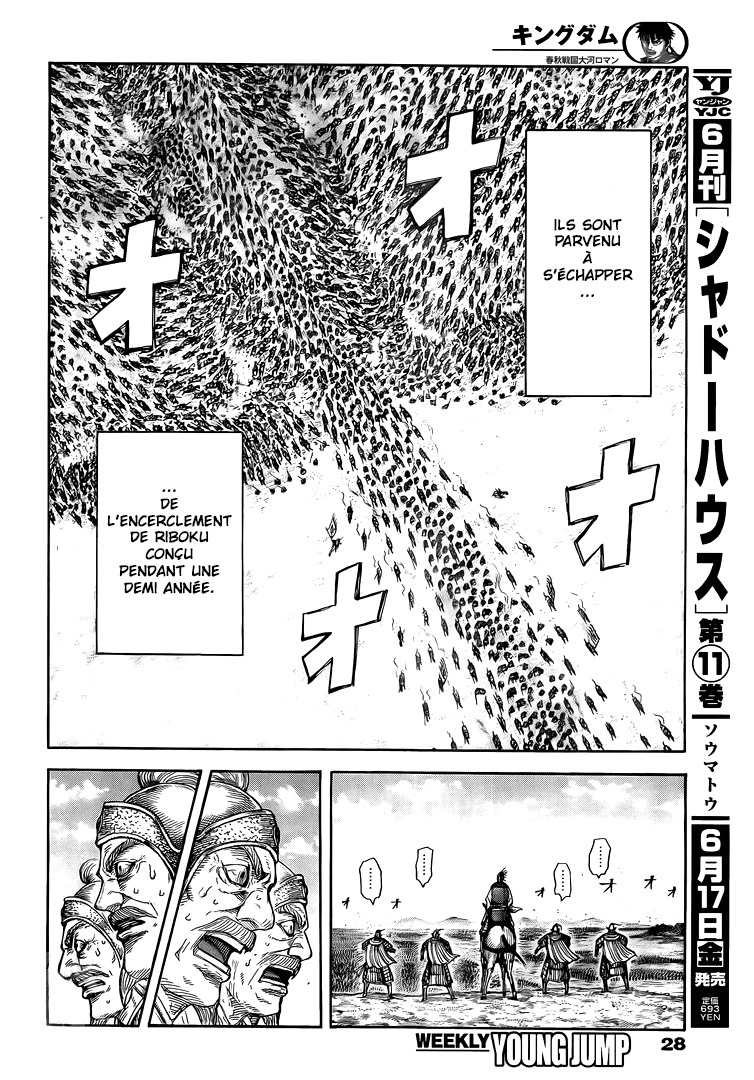 キングダム
春秋戦国大河ロマン
オ
オ
ILS SONT
PARVENU
À
S'ÉCHAPPER
...
...
DE
L'ENCERCLEMENT
DE RIBOKU
CONÇU
PENDANT UNE
DEMI ANNÉE.
オ
オ
YJ
ヤングジャンプ
YJC
6月刊
[シャドーハウス]
第11巻
ソウマトウ
6月17日金
発売
定価
693
YEN
……
……
……
……
オ
オ
オ
オ
WEEKLY
YOUNG JUMP
28